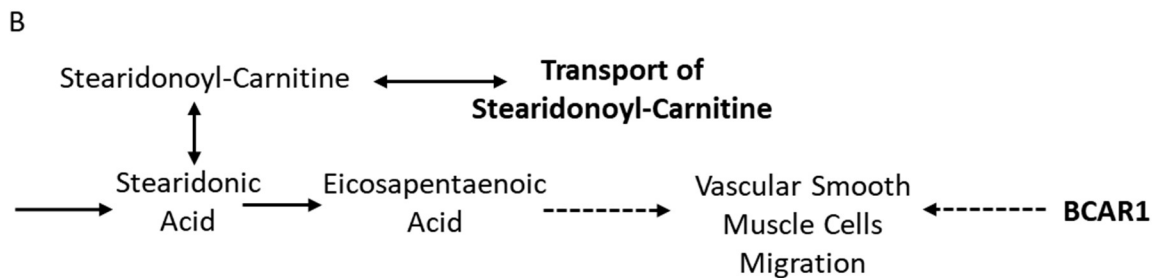 B
Stearidonoyl-Carnitine
Transport of
Stearidonoyl-Carnitine
Stearidonic
Acid
Eicosapentaenoic
Acid
Vascular Smooth
Muscle Cells
Migration
BCAR1